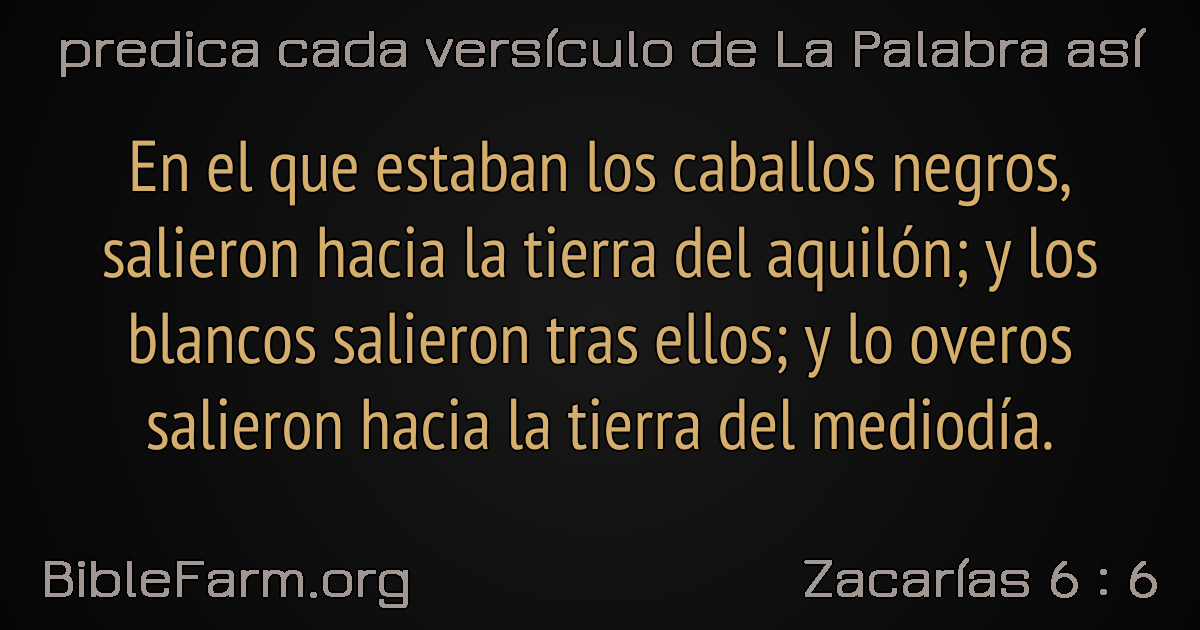 predica cada versículo de La Palabra así
En el que estaban los caballos negros,
salieron hacia la tierra del aquilón; y los
blancos salieron tras ellos; y lo overos
salieron hacia la tierra del mediodía.
BibleFarm.org
Zacarías 6 : 6